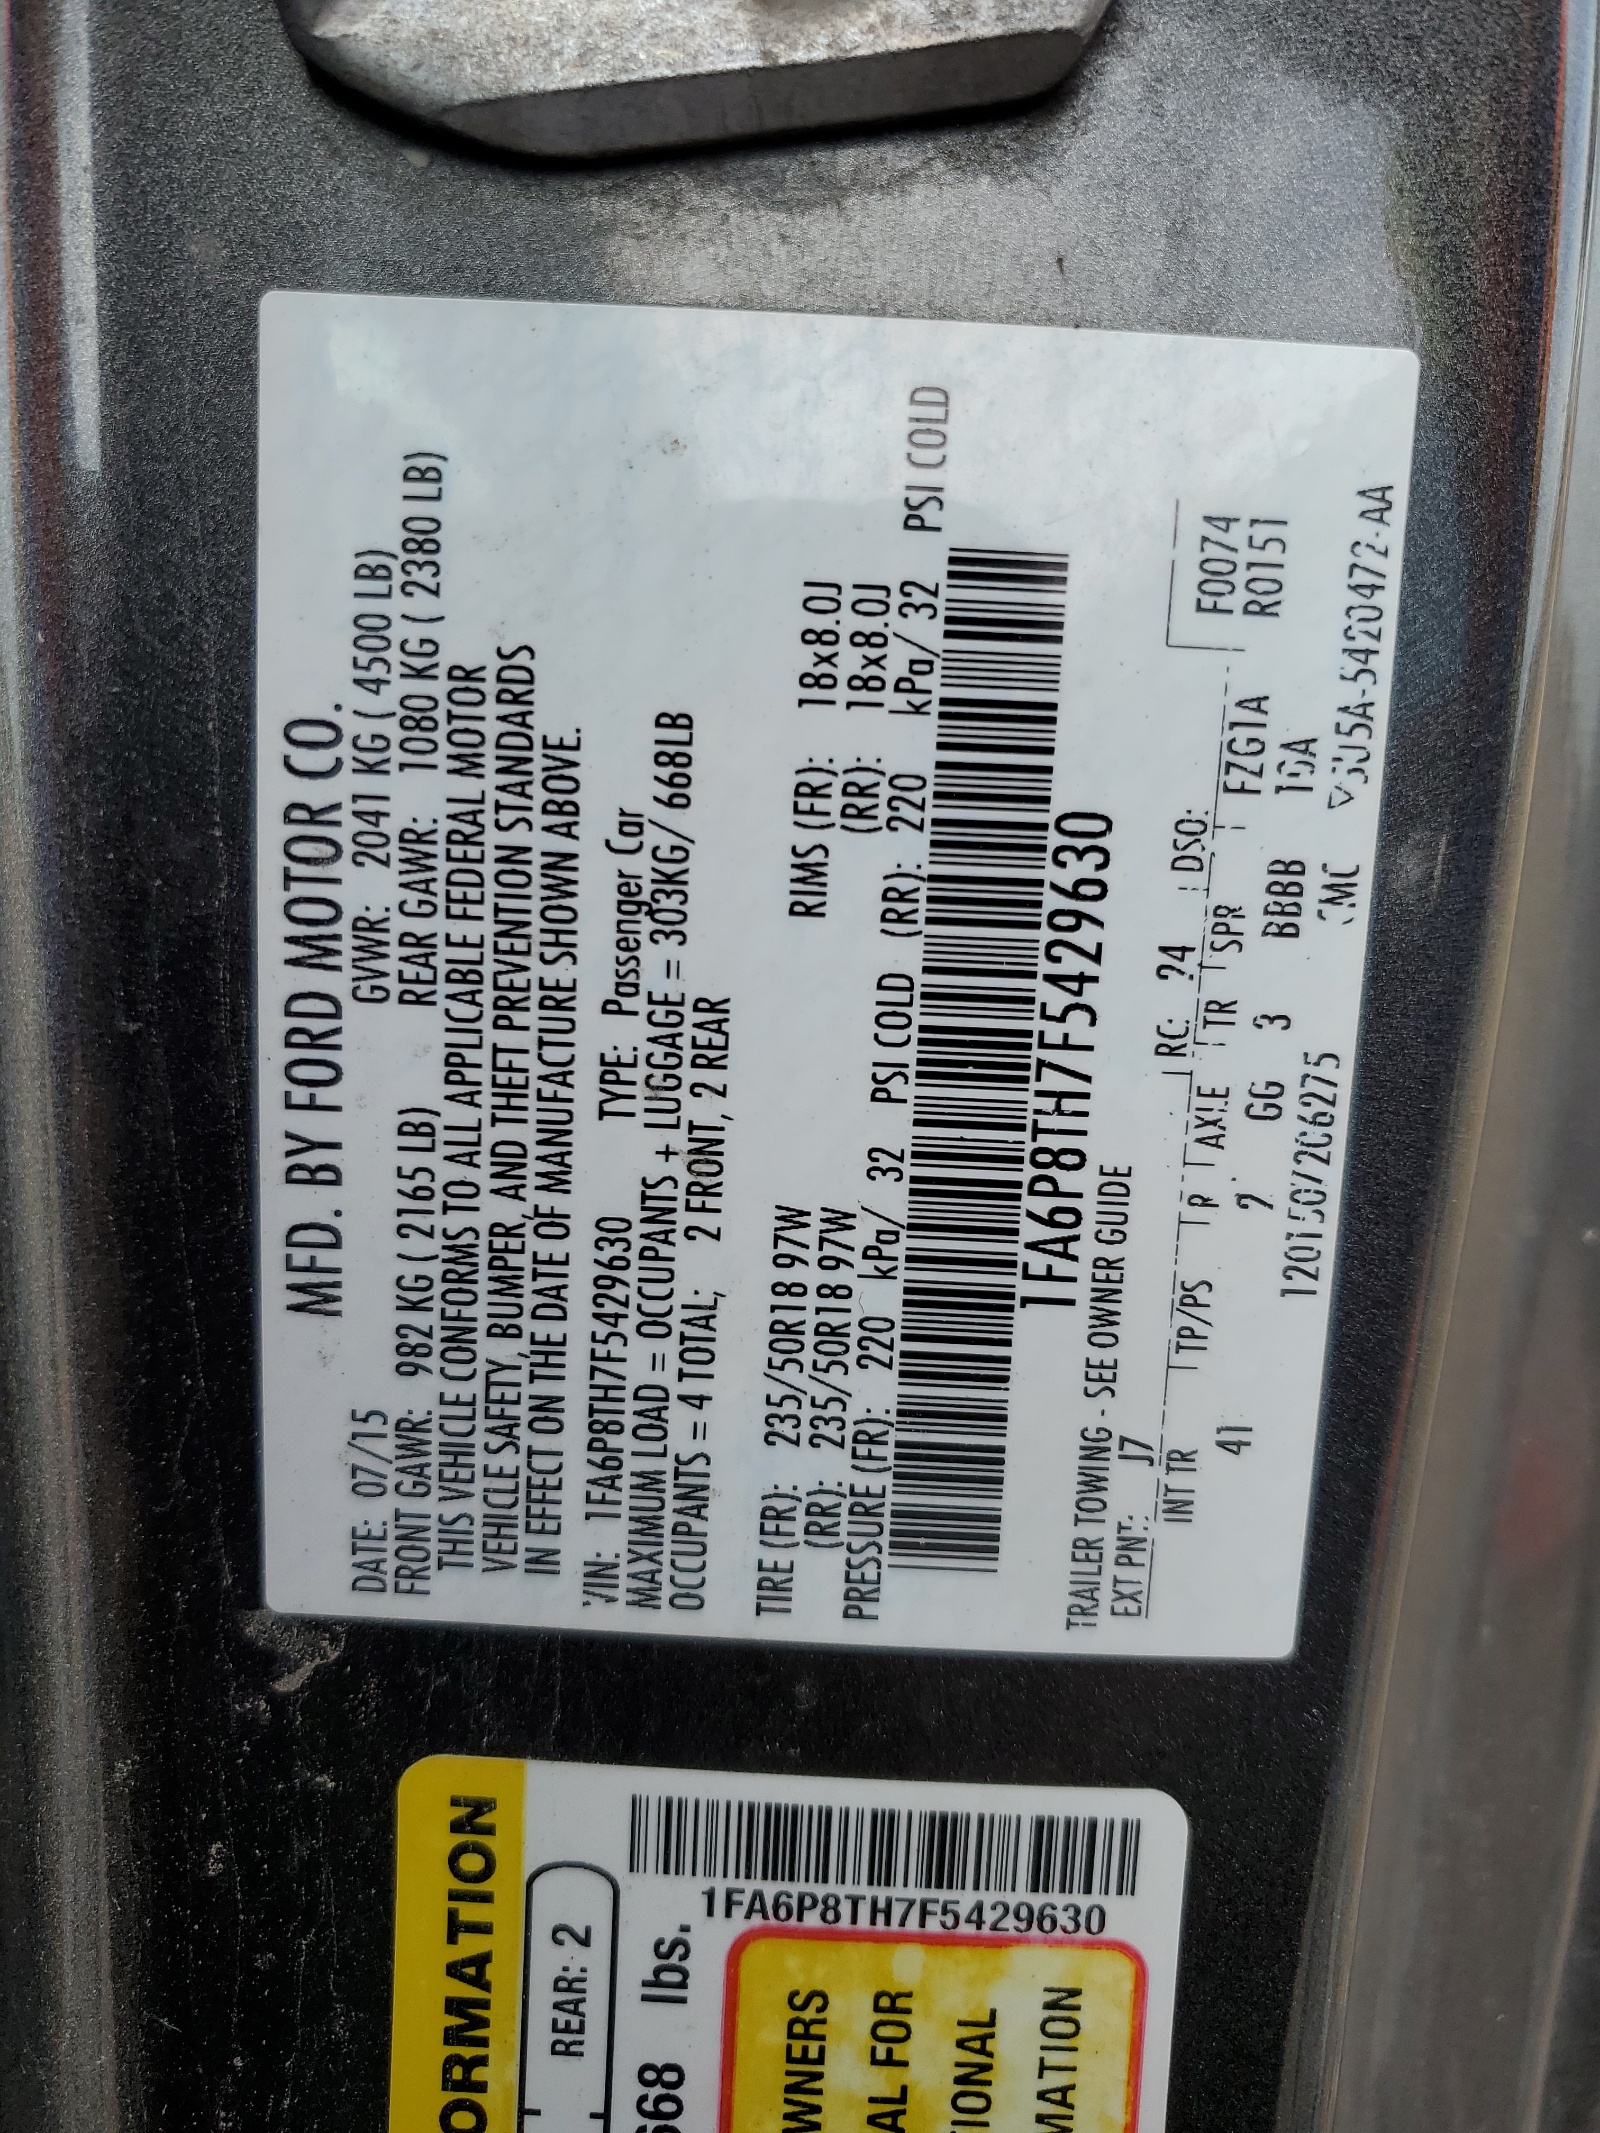 MFD. BY FORD MOTOR CO.
DATE: 07/15 GVWR: 2041 KG ( 4500 LB)
FRONT GAWR: 982 KG ( 2165 LB) REAR GAWR: 1080 KG ( 2380 LB)
THIS VEHICLE CONFORMS TO ALL APPLICABLE FEDERAL MOTOR
VEHICLE SAFETY, BUMPER, AND THEFT PREVENTION STANDARDS
IN EFFECT ON THE DATE OF MANUFACTURE SHOWN ABOVE.
VIN: 1FA6P8TH7F5429630 TYPE: Passenger Car
MAXIMUM LOAD = OCCUPANTS + LUGGAGE = 303KG/ 668LB
OCCUPANTS = 4 TOTAL; 2 FRONT, 2 REAR
TIRE (FR): 235/50R18 97W RIMS (FR): 18x8.0J
(RR): 235/50R18 97W (RR): 18x8.0J
PRESSURE (FR): 220 kPa/ 32 PSI COLD (RR): 220 kPa/ 32 PSI COLD
1FA6P8TH7F5429630
TRAILER TOWING - SEE OWNER GUIDE
EXT PNT: J7 RC: 24 DSO:
INT TR TP/PS R AXLE TR SPR FZG1A F00074
41 2 GG 3 BBBB R0151
ORMATION
REAR: 2
668 lbs.
1FA6P8TH7F5429630
WNERS
AL FOR
IONAL
MATION